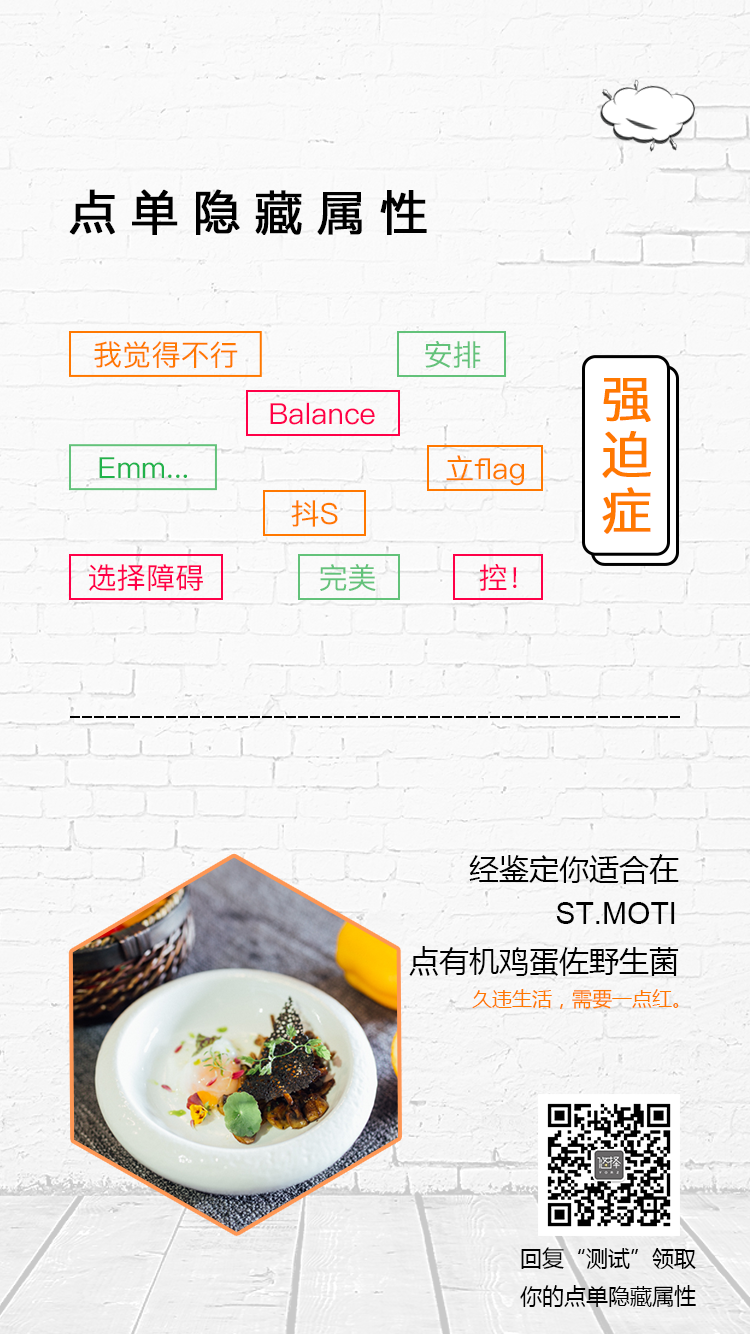 点单隐藏属性
我觉得不行
安排
Balance
Emm...
立flag
抖S
选择障碍
完美
控!
强迫症
经鉴定你适合在
ST.MOTI
点有机鸡蛋佐野生菌
久违生活，需要一点红。
回复“测试”领取
你的点单隐藏属性